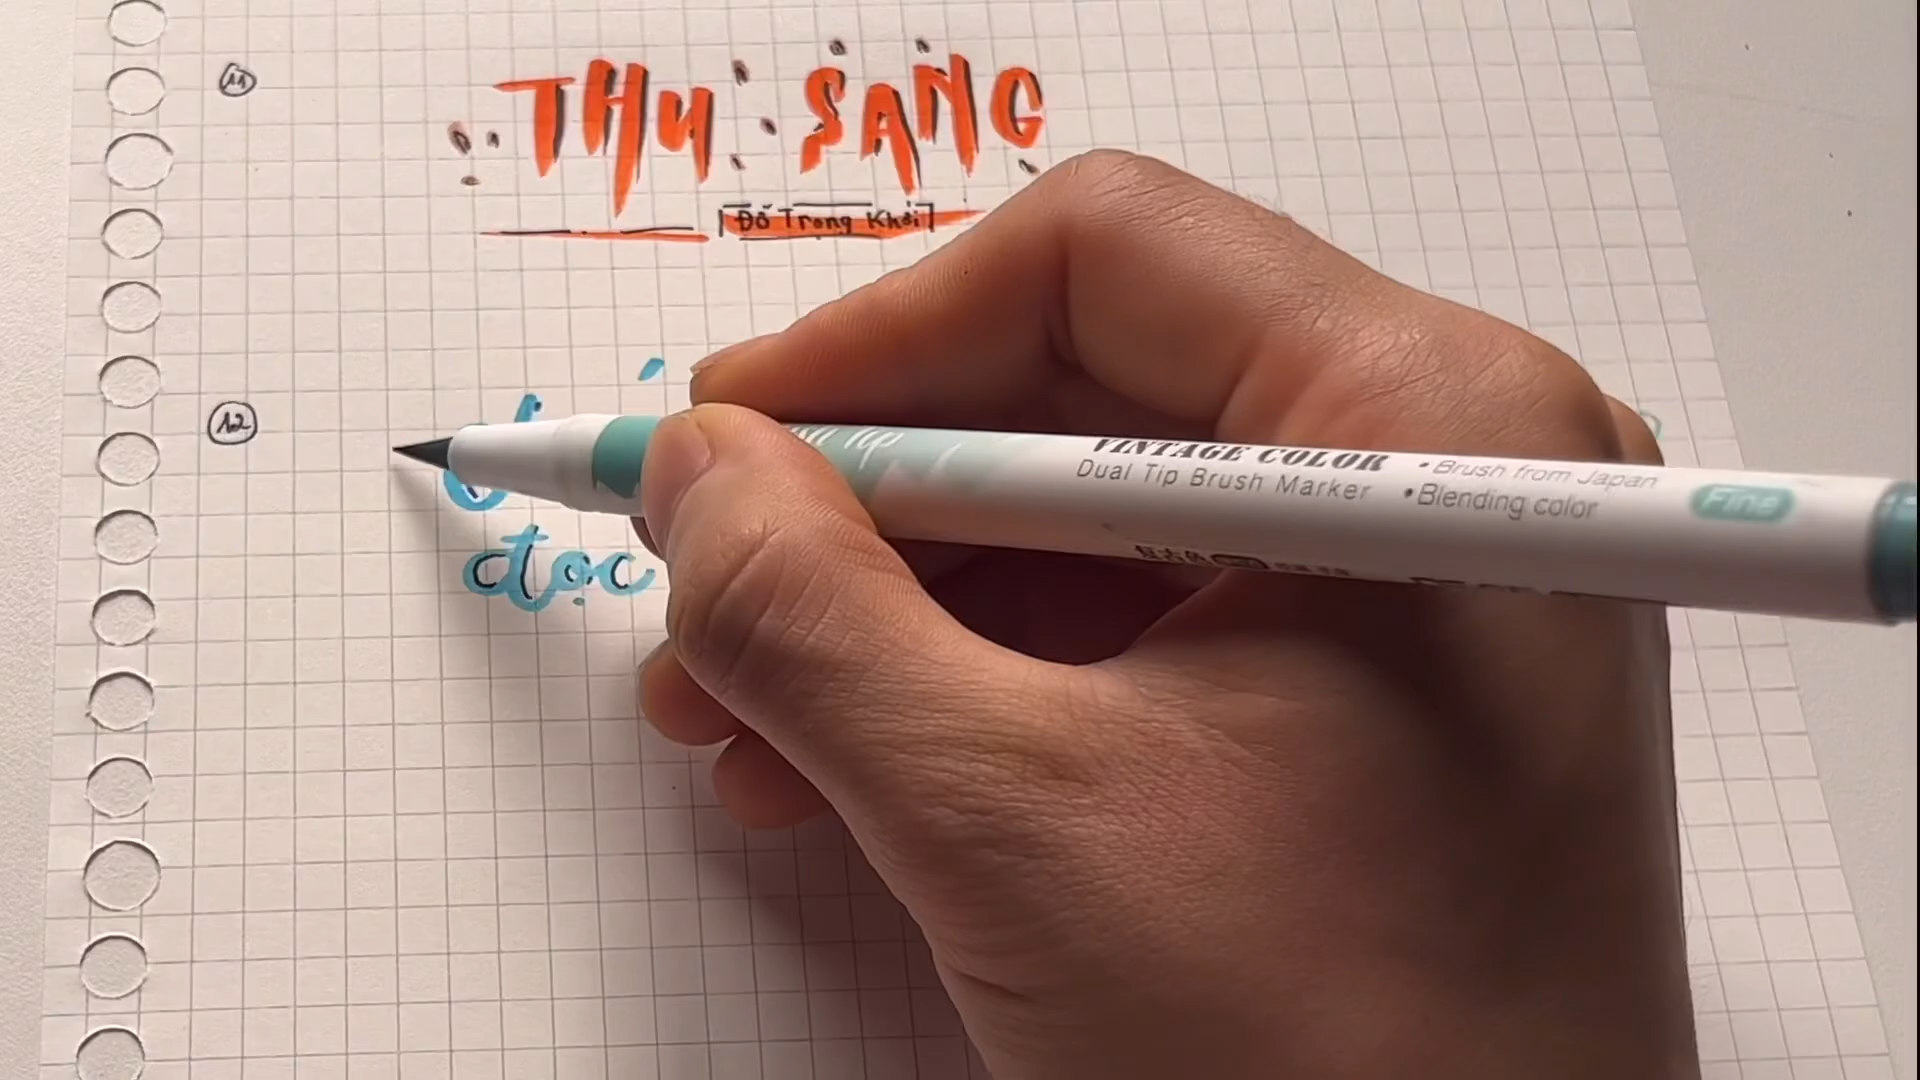 11
THU SANG
Đỗ Trọng Khơi
12
đọc
VINTAGE COLOR
Dual Tip Brush Marker
• Brush from Japan
• Blending color
Fine